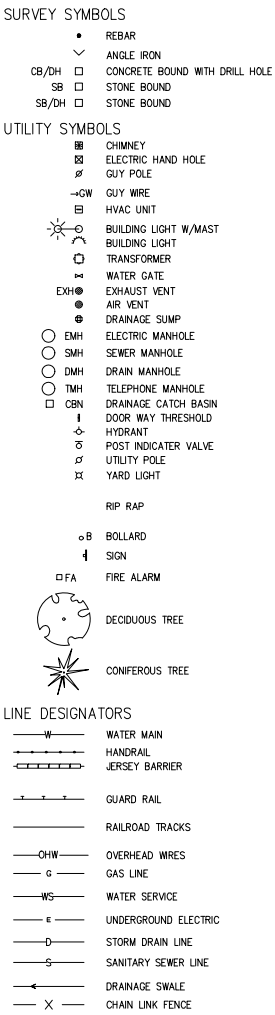 SURVEY SYMBOLS
REBAR
ANGLE IRON
CB/DH CONCRETE BOUND WITH DRILL HOLE
SB STONE BOUND
SB/DH STONE BOUND
UTILITY SYMBOLS
CHIMNEY
ELECTRIC HAND HOLE
GUY POLE
GW GUY WIRE
HVAC UNIT
BUILDING LIGHT W/MAST
BUILDING LIGHT
TRANSFORMER
WATER GATE
EXH EXHAUST VENT
AIR VENT
DRAINAGE SUMP
EMH ELECTRIC MANHOLE
SMH SEWER MANHOLE
DMH DRAIN MANHOLE
TMH TELEPHONE MANHOLE
CBN DRAINAGE CATCH BASIN
DOOR WAY THRESHOLD
HYDRANT
POST INDICATER VALVE
UTILITY POLE
YARD LIGHT
RIP RAP
B BOLLARD
SIGN
FA FIRE ALARM
DECIDUOUS TREE
CONIFEROUS TREE
LINE DESIGNATORS
W WATER MAIN
HANDRAIL
JERSEY BARRIER
T T T GUARD RAIL
RAILROAD TRACKS
OHW OVERHEAD WIRES
G GAS LINE
WS WATER SERVICE
E UNDERGROUND ELECTRIC
D STORM DRAIN LINE
S SANITARY SEWER LINE
DRAINAGE SWALE
X CHAIN LINK FENCE